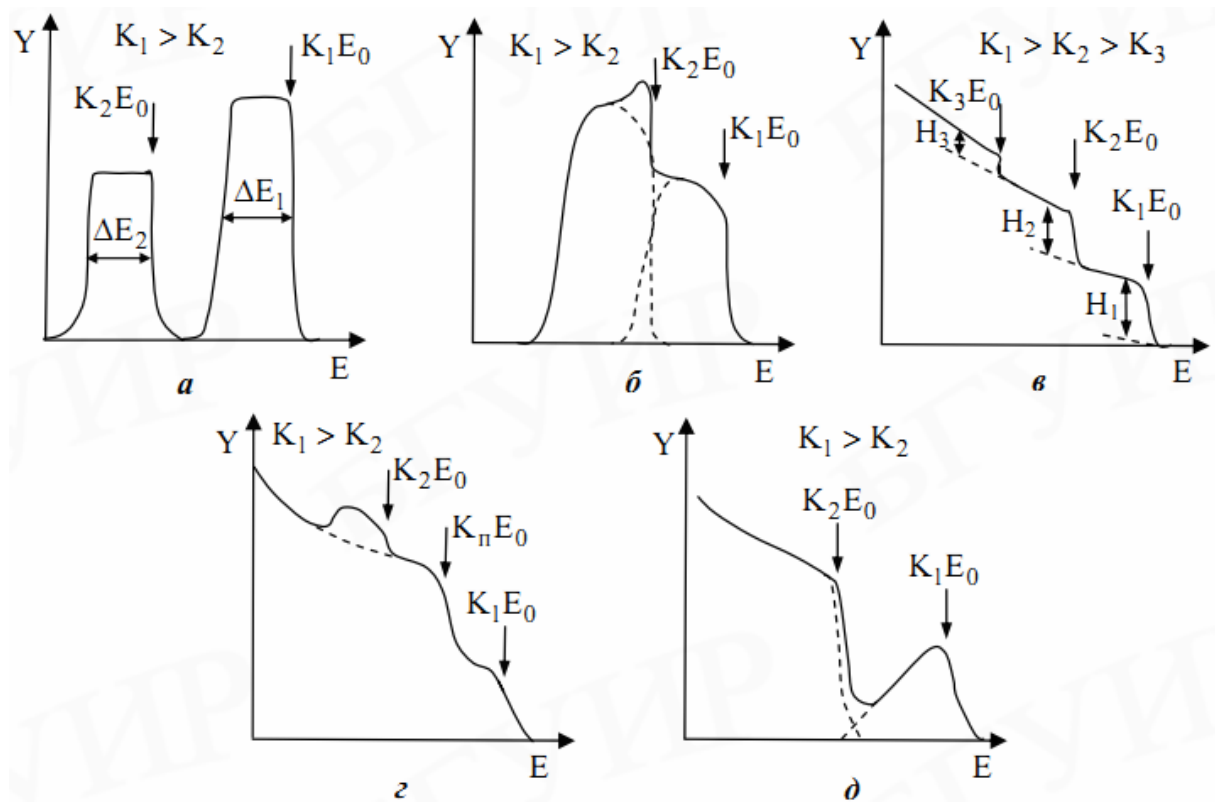 Y
K₁ > K₂
K₁E₀
K₂E₀
ΔE₁
ΔE₂
E
а
Y
K₁ > K₂
K₂E₀
K₁E₀
E
б
Y
K₁ > K₂ > K₃
K₃E₀
H₃
K₂E₀
H₂
K₁E₀
H₁
E
в
Y
K₁ > K₂
K₂E₀
KпE₀
K₁E₀
E
г
Y
K₁ > K₂
K₂E₀
K₁E₀
E
д
БГУИР